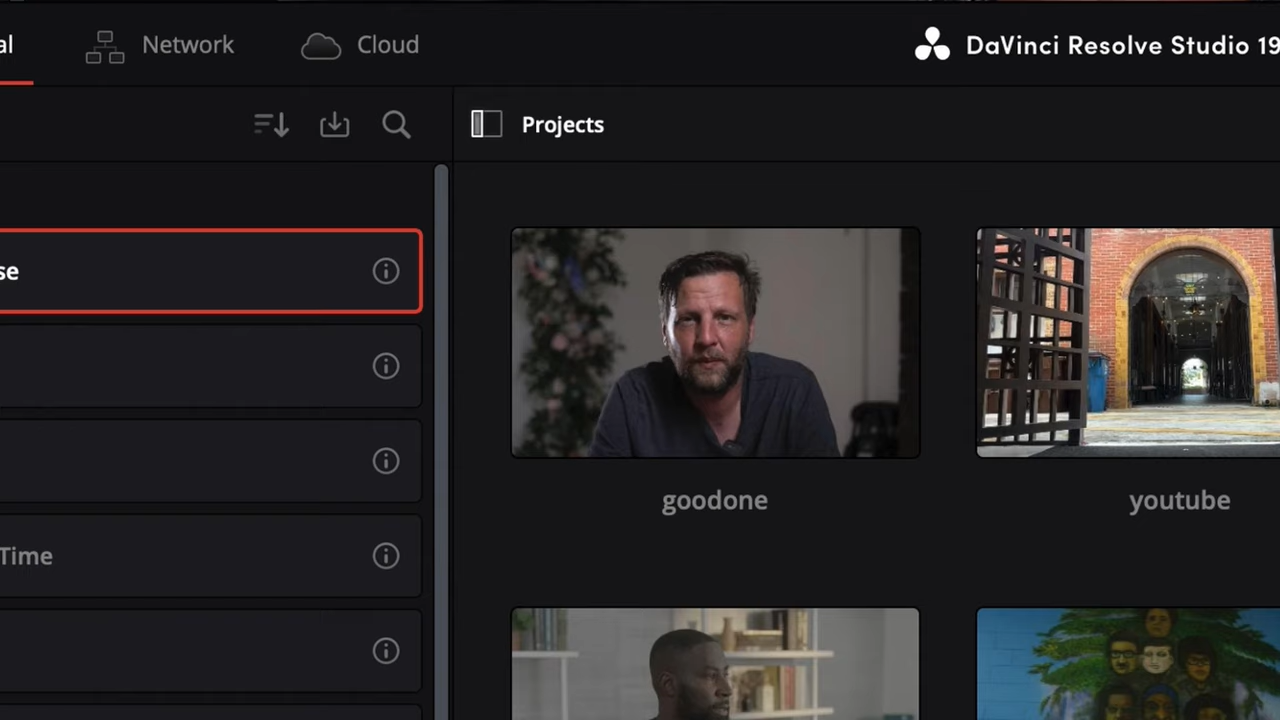 al
Network
Cloud
DaVinci Resolve Studio 19
Projects
se
Time
goodone
youtube